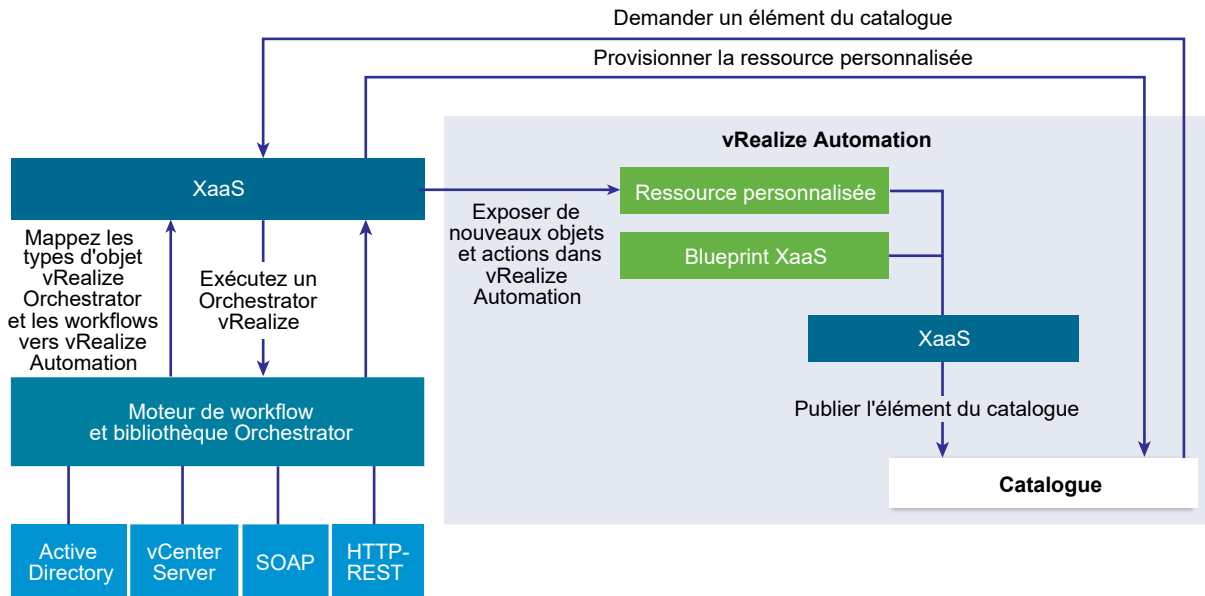 Demander un élément du catalogue
Provisionner la ressource personnalisée
vRealize Automation
XaaS
Ressource personnalisée
Exposer de
nouveaux objets
et actions dans
vRealize
Automation
Blueprint XaaS
Mappez les
types d'objet
vRealize
Orchestrator
et les workflows
vers vRealize
Automation
Exécutez un
Orchestrator
vRealize
XaaS
Publier l'élément du catalogue
Moteur de workflow
et bibliothèque Orchestrator
Catalogue
Active
Directory
vCenter
Server
SOAP
HTTP-
REST